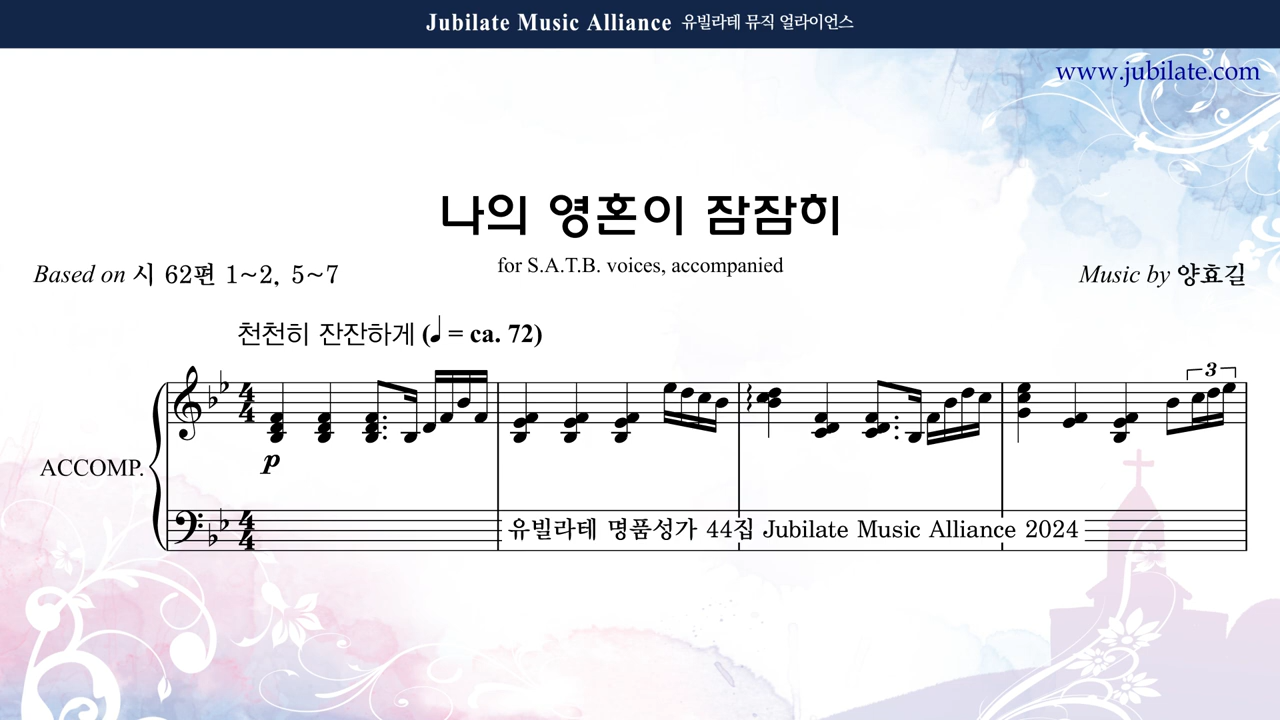 Jubilate Music Alliance 유빌라테 뮤직 얼라이언스
www.jubilate.com
나의 영혼이 잠잠히
for S.A.T.B. voices, accompanied
Based on 시 62편 1~2, 5~7
Music by 양효길
천천히 잔잔하게 (♩ = ca. 72)
3
ACCOMP.
p
유빌라테 명품성가 44집 Jubilate Music Alliance 2024